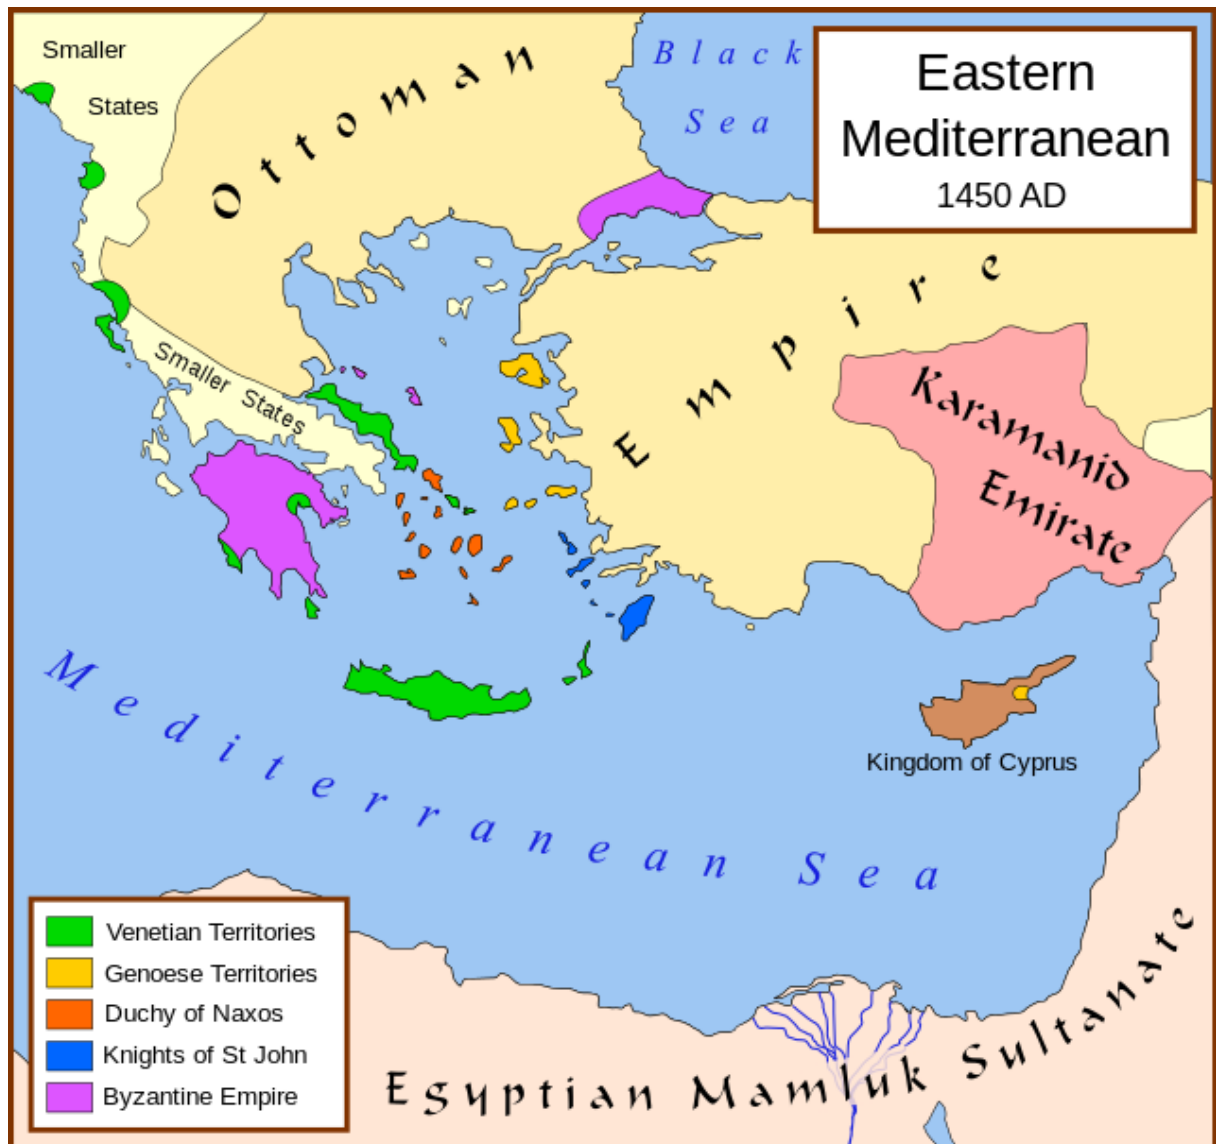 Smaller
States
Ottoman
Empire
Black
Sea
Eastern
Mediterranean
1450 AD
Smaller States
Karamanid
Emirate
Mediterranean Sea
Kingdom of Cyprus
Venetian Territories
Genoese Territories
Duchy of Naxos
Knights of St John
Byzantine Empire
Egyptian Mamluk Sultanate